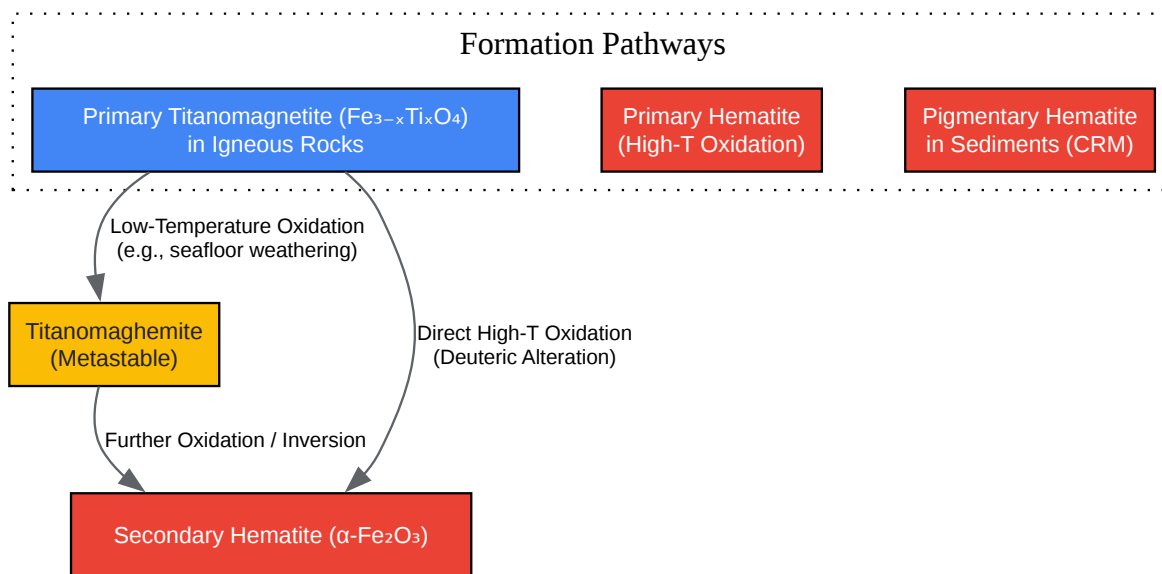 Formation Pathways
Primary Titanomagnetite (Fe₃₋ₓTiₓO₄)
in Igneous Rocks
Primary Hematite
(High-T Oxidation)
Pigmentary Hematite
in Sediments (CRM)
Low-Temperature Oxidation
(e.g., seafloor weathering)
Titanomaghemite
(Metastable)
Direct High-T Oxidation
(Deuteric Alteration)
Further Oxidation / Inversion
Secondary Hematite (α-Fe₂O₃)